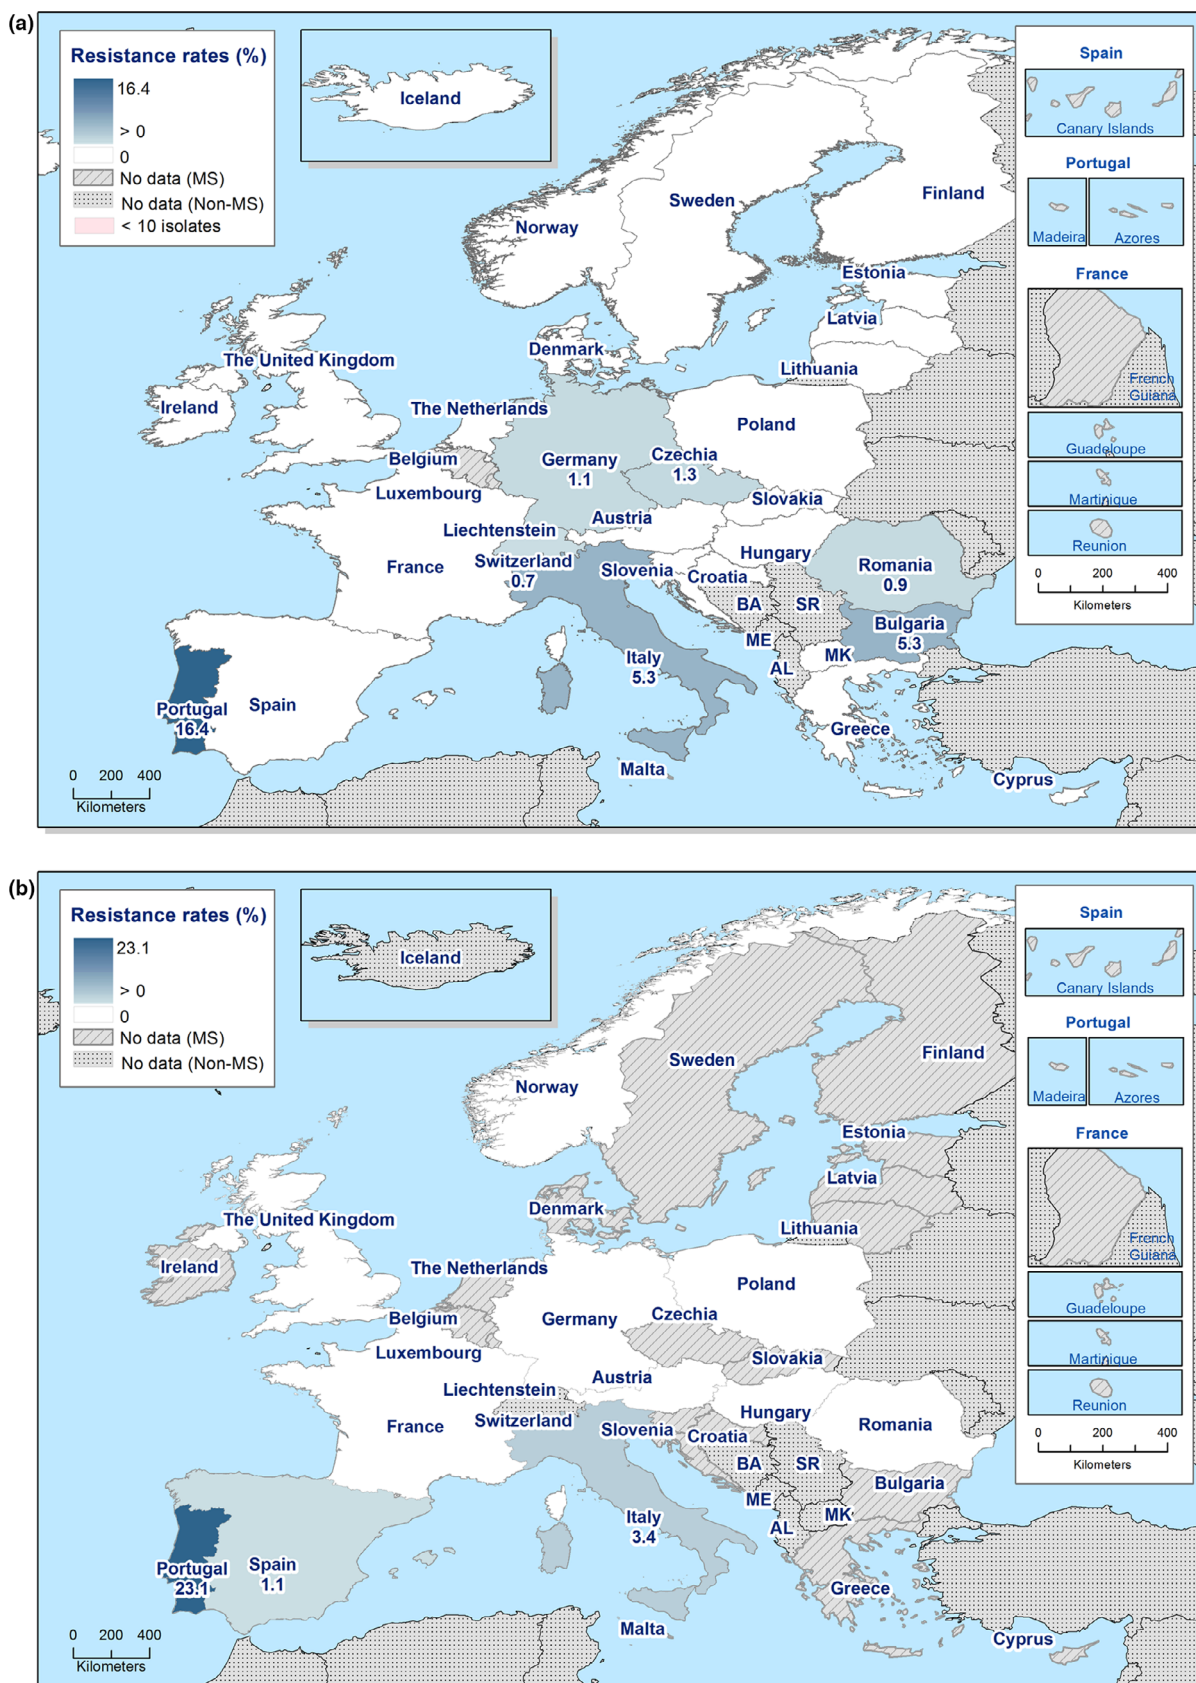 (a)
Resistance rates (%)
16.4
> 0
0
No data (MS)
No data (Non-MS)
< 10 isolates
Iceland
Spain
Canary Islands
Portugal
Madeira
Azores
France
French
Guiana
Guadeloupe
Martinique
Reunion
0 200 400
Kilometers
Sweden
Finland
Norway
Estonia
Latvia
Denmark
Lithuania
The United Kingdom
Ireland
The Netherlands
Poland
Belgium
Germany
1.1
Czechia
1.3
Luxembourg
Slovakia
Austria
Liechtenstein
Hungary
France
Switzerland
0.7
Slovenia
Croatia
Romania
0.9
BA
SR
Bulgaria
5.3
ME
MK
AL
Italy
5.3
Portugal
16.4
Spain
Greece
Malta
Cyprus
0 200 400
Kilometers
(b)
Resistance rates (%)
23.1
> 0
0
No data (MS)
No data (Non-MS)
Iceland
Spain
Canary Islands
Portugal
Madeira
Azores
France
French
Guiana
Guadeloupe
Martinique
Reunion
0 200 400
Kilometers
Sweden
Finland
Norway
Estonia
Latvia
Denmark
Lithuania
The United Kingdom
Ireland
The Netherlands
Poland
Belgium
Germany
Czechia
Luxembourg
Slovakia
Austria
Liechtenstein
Hungary
France
Switzerland
Slovenia
Croatia
Romania
BA
SR
Bulgaria
ME
MK
AL
Italy
3.4
Portugal
23.1
Spain
1.1
Greece
Malta
Cyprus
0 200 400
Kilometers